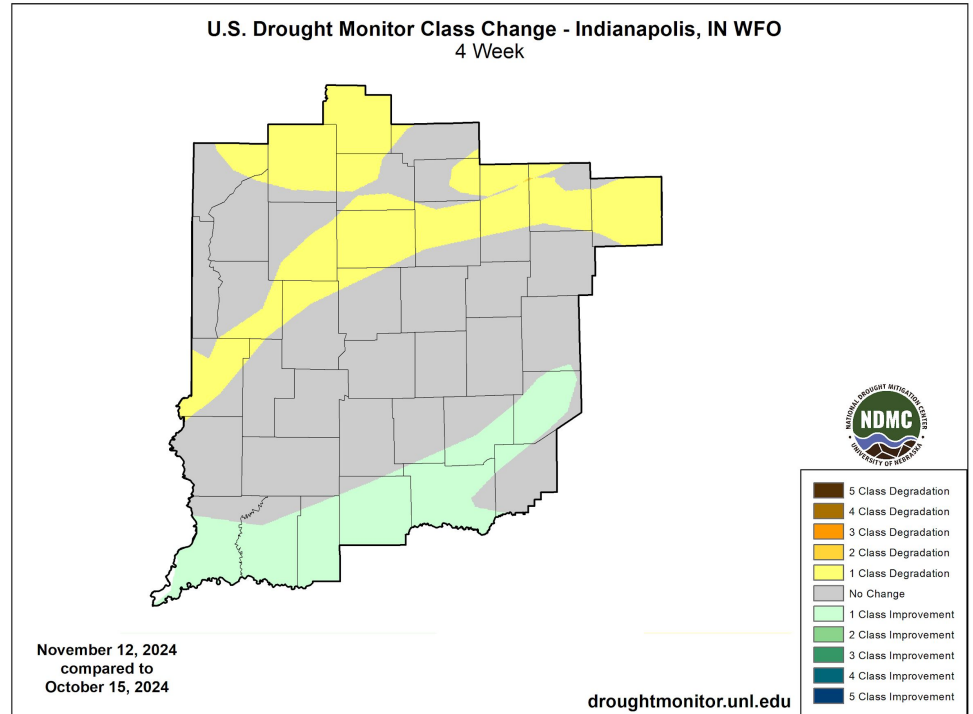 U.S. Drought Monitor Class Change - Indianapolis, IN WFO
4 Week
NATIONAL DROUGHT MITIGATION CENTER
NDMC
UNIVERSITY OF NEBRASKA
5 Class Degradation
4 Class Degradation
3 Class Degradation
2 Class Degradation
1 Class Degradation
No Change
1 Class Improvement
2 Class Improvement
3 Class Improvement
4 Class Improvement
5 Class Improvement
November 12, 2024
compared to
October 15, 2024
droughtmonitor.unl.edu